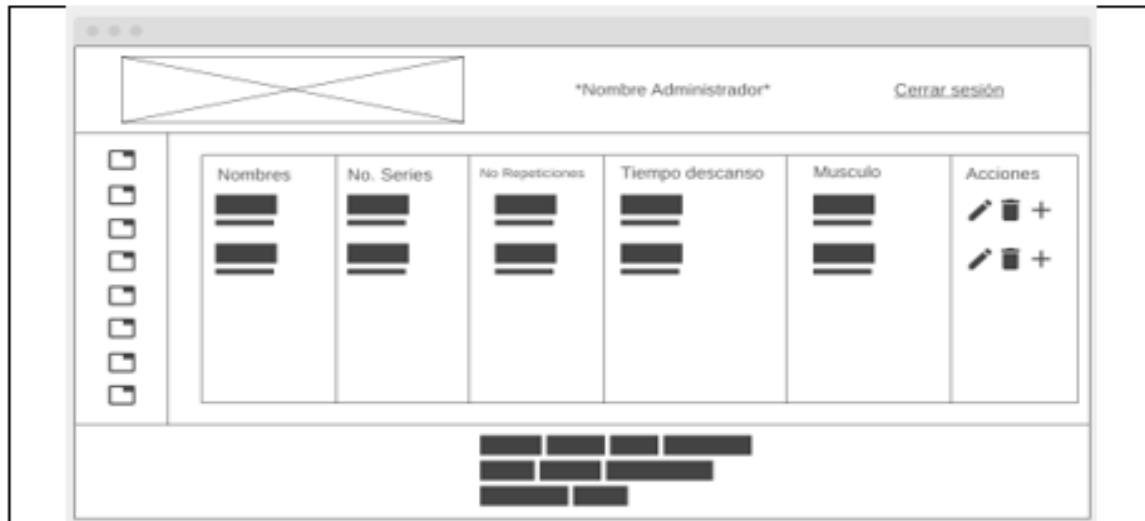 *Nombre Administrador*
Cerrar sesión
Nombres
No. Series
No Repeticiones
Tiempo descanso
Musculo
Acciones